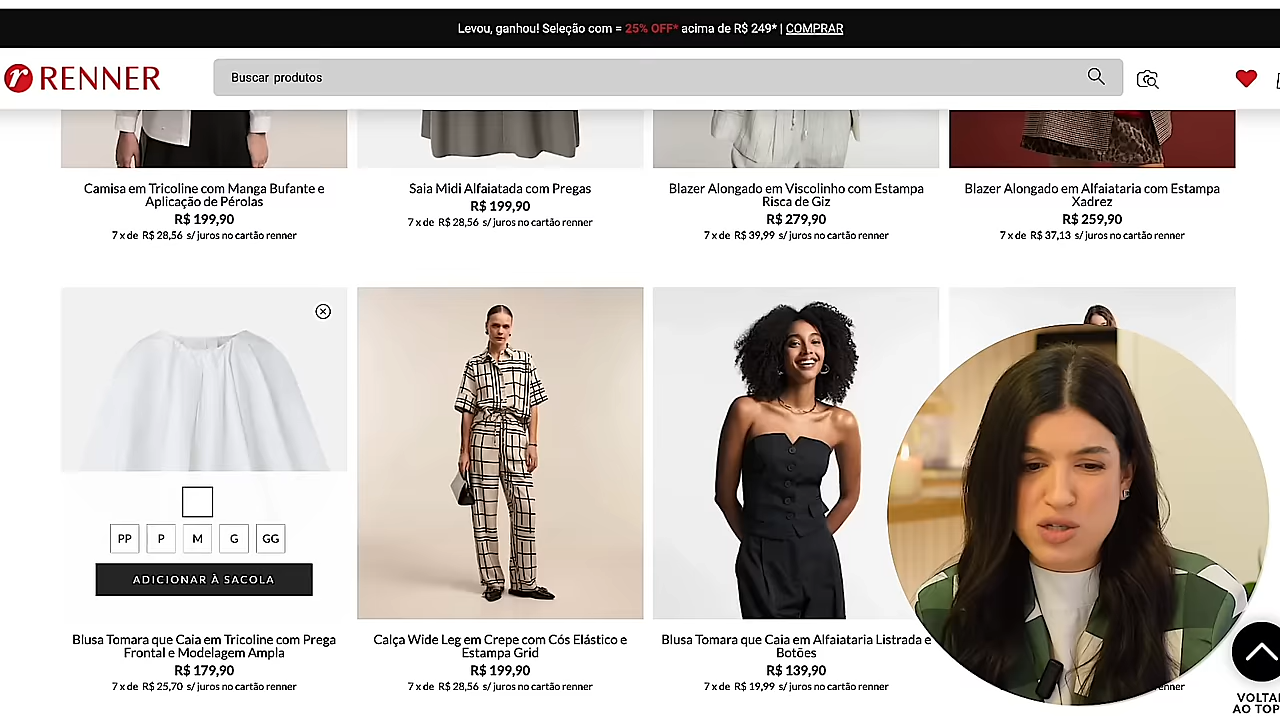 Levou, ganhou! Seleção com = 25% OFF* acima de R$ 249* | COMPRAR
r RENNER
Buscar produtos
Camisa em Tricoline com Manga Bufante e
Aplicação de Pérolas
R$ 199,90
7 x de R$ 28,56 s/ juros no cartão renner
Saia Midi Alfaiatada com Pregas
R$ 199,90
7 x de R$ 28,56 s/ juros no cartão renner
Blazer Alongado em Viscolinho com Estampa
Risca de Giz
R$ 279,90
7 x de R$ 39,99 s/ juros no cartão renner
Blazer Alongado em Alfaiataria com Estampa
Xadrez
R$ 259,90
7 x de R$ 37,13 s/ juros no cartão renner
PP P M G GG
ADICIONAR À SACOLA
Blusa Tomara que Caia em Tricoline com Prega
Frontal e Modelagem Ampla
R$ 179,90
7 x de R$ 25,70 s/ juros no cartão renner
Calça Wide Leg em Crepe com Cós Elástico e
Estampa Grid
R$ 199,90
7 x de R$ 28,56 s/ juros no cartão renner
Blusa Tomara que Caia em Alfaiataria Listrada e
Botões
R$ 139,90
7 x de R$ 19,99 s/ juros no cartão renner
renner
VOLTA
AO TOP